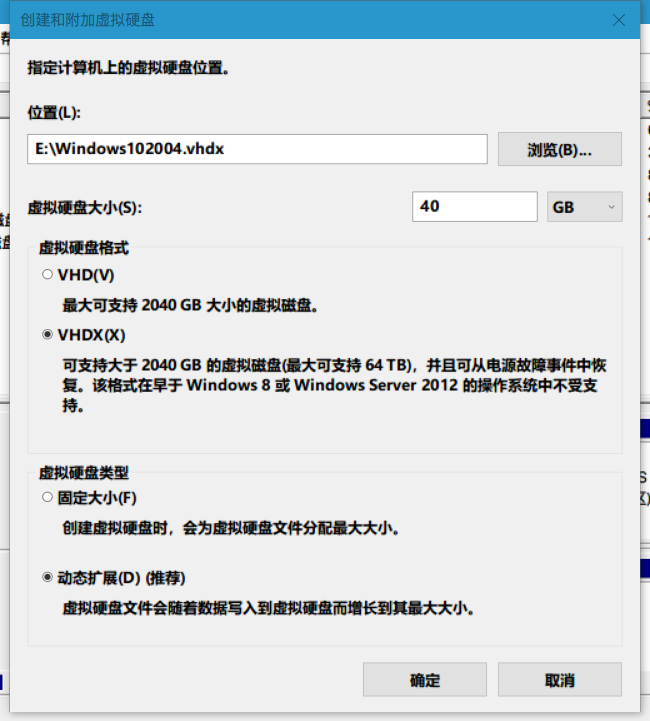 创建和附加虚拟硬盘
指定计算机上的虚拟硬盘位置。
位置(L):
E:\Windows102004.vhdx
浏览(B)...
虚拟硬盘大小(S):
40
GB
虚拟硬盘格式
VHD(V)
最大可支持 2040 GB 大小的虚拟磁盘。
VHDX(X)
可支持大于 2040 GB 的虚拟磁盘(最大可支持 64 TB)，并且可从电源故障事件中恢
复。该格式在早于 Windows 8 或 Windows Server 2012 的操作系统中不受支
持。
虚拟硬盘类型
固定大小(F)
创建虚拟硬盘时，会为虚拟硬盘文件分配最大大小。
动态扩展(D) (推荐)
虚拟硬盘文件会随着数据写入到虚拟硬盘而增长到其最大大小。
确定
取消